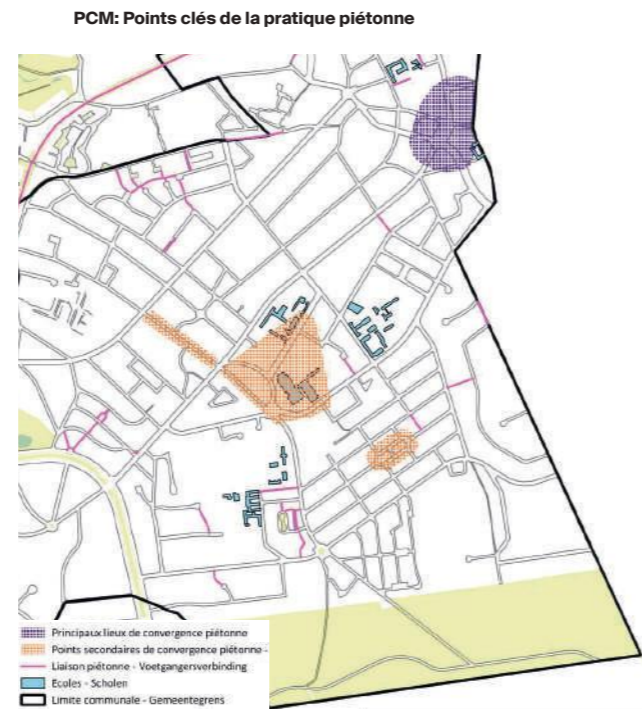 PCM: Points clés de la pratique piétonne
Principaux lieux de convergence piétonne
Points secondaires de convergence piétonne -
Liaison piétonne - Voetgangersverbinding
Ecoles - Scholen
Limite communale - Gemeentegrens